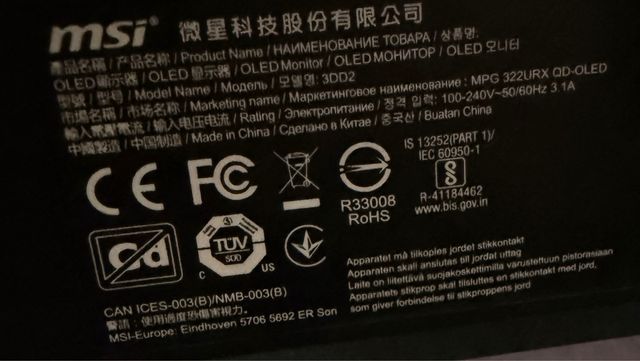 msi 微星科技股份有限公司
產品名稱 / 产品名称 / Product Name / НАИМЕНОВАНИЕ ТОВАРА / 상품명:
OLED 顯示器 / OLED 显示器 / OLED Monitor / OLED МОНИТОР / OLED 모니터
型號 / 型号 / Model Name / Модель / 모델명: 3DD2
市場名稱 / 市场名称 / Marketing name / Маркетинговое наименование / : MPG 322URX QD-OLED
輸入電壓電流 / 输入电压电流 / Rating / Электропитание / 정격 입력: 100-240V~50/60Hz 3.1A
中國製造 / 中国制造 / Made in China / Сделано в Китае / 중국산 / Buatan China
CE FC
R33008
RoHS
IS 13252(PART 1)/
IEC 60950-1
R-41184462
www.bis.gov.in
Cd
TÜV
SÜD
C US
Apparatet må tilkoples jordet stikkontakt
Apparaten skall anslutas till jordat uttag
Laite on liitettävä suojakoskettimilla varustettuun pistorasiaan
Apparatets stikprop skal tilsluttes en stikkontakt med jord,
som giver forbindelse til stikproppens jord
CAN ICES-003(B)/NMB-003(B)
警語: 使用過度恐傷害視力。
MSI-Europe: Eindhoven 5706 5692 ER Son